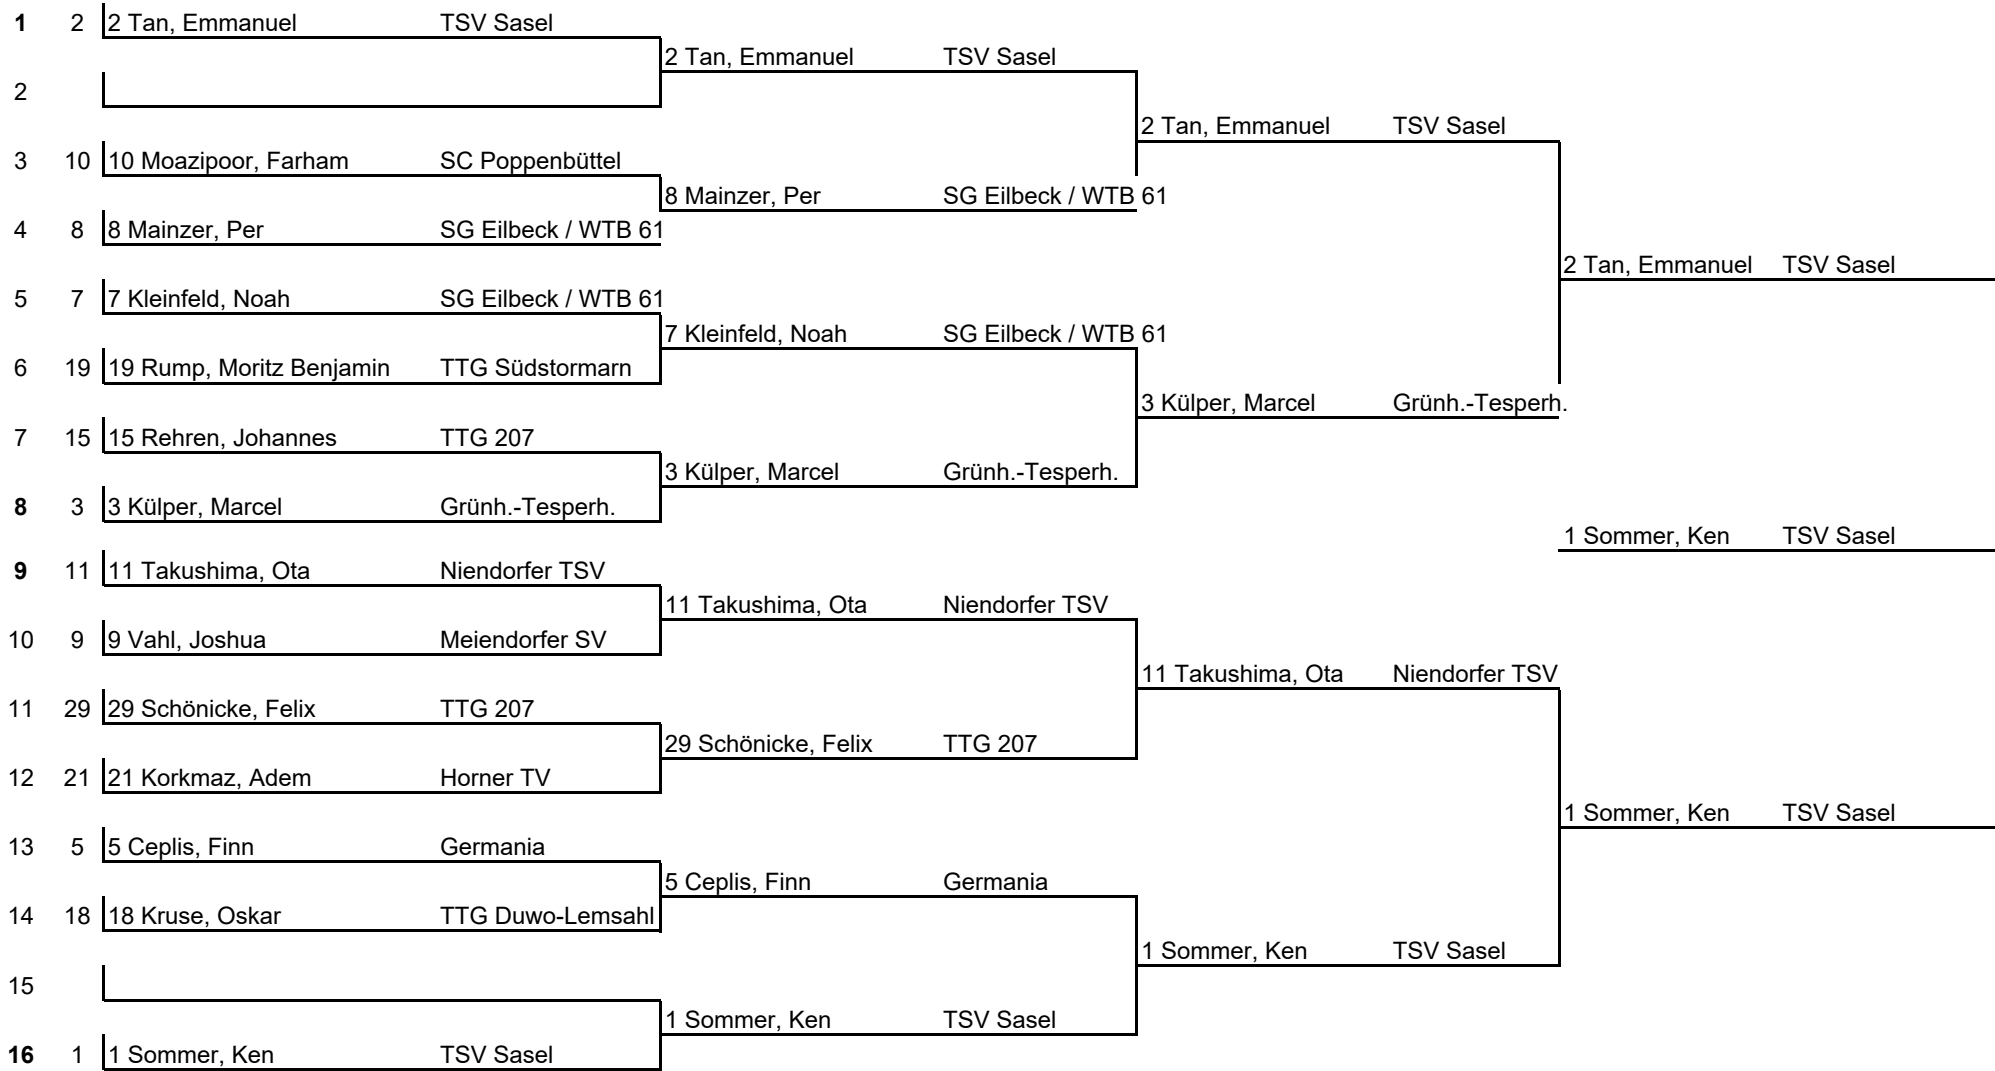 1 2 2 Tan, Emmanuel TSV Sasel
2 Tan, Emmanuel TSV Sasel
2
2 Tan, Emmanuel TSV Sasel
3 10 10 Moazipoor, Farham SC Poppenbüttel
8 Mainzer, Per SG Eilbeck / WTB 61
4 8 8 Mainzer, Per SG Eilbeck / WTB 61
2 Tan, Emmanuel TSV Sasel
5 7 7 Kleinfeld, Noah SG Eilbeck / WTB 61
7 Kleinfeld, Noah SG Eilbeck / WTB 61
6 19 19 Rump, Moritz Benjamin TTG Südstormarn
3 Külper, Marcel Grünh.-Tesperh.
7 15 15 Rehren, Johannes TTG 207
3 Külper, Marcel Grünh.-Tesperh.
8 3 3 Külper, Marcel Grünh.-Tesperh.
1 Sommer, Ken TSV Sasel
9 11 11 Takushima, Ota Niendorfer TSV
11 Takushima, Ota Niendorfer TSV
10 9 9 Vahl, Joshua Meiendorfer SV
11 Takushima, Ota Niendorfer TSV
11 29 29 Schönicke, Felix TTG 207
29 Schönicke, Felix TTG 207
12 21 21 Korkmaz, Adem Horner TV
1 Sommer, Ken TSV Sasel
13 5 5 Ceplis, Finn Germania
5 Ceplis, Finn Germania
14 18 18 Kruse, Oskar TTG Duwo-Lemsahl
1 Sommer, Ken TSV Sasel
15
1 Sommer, Ken TSV Sasel
16 1 1 Sommer, Ken TSV Sasel